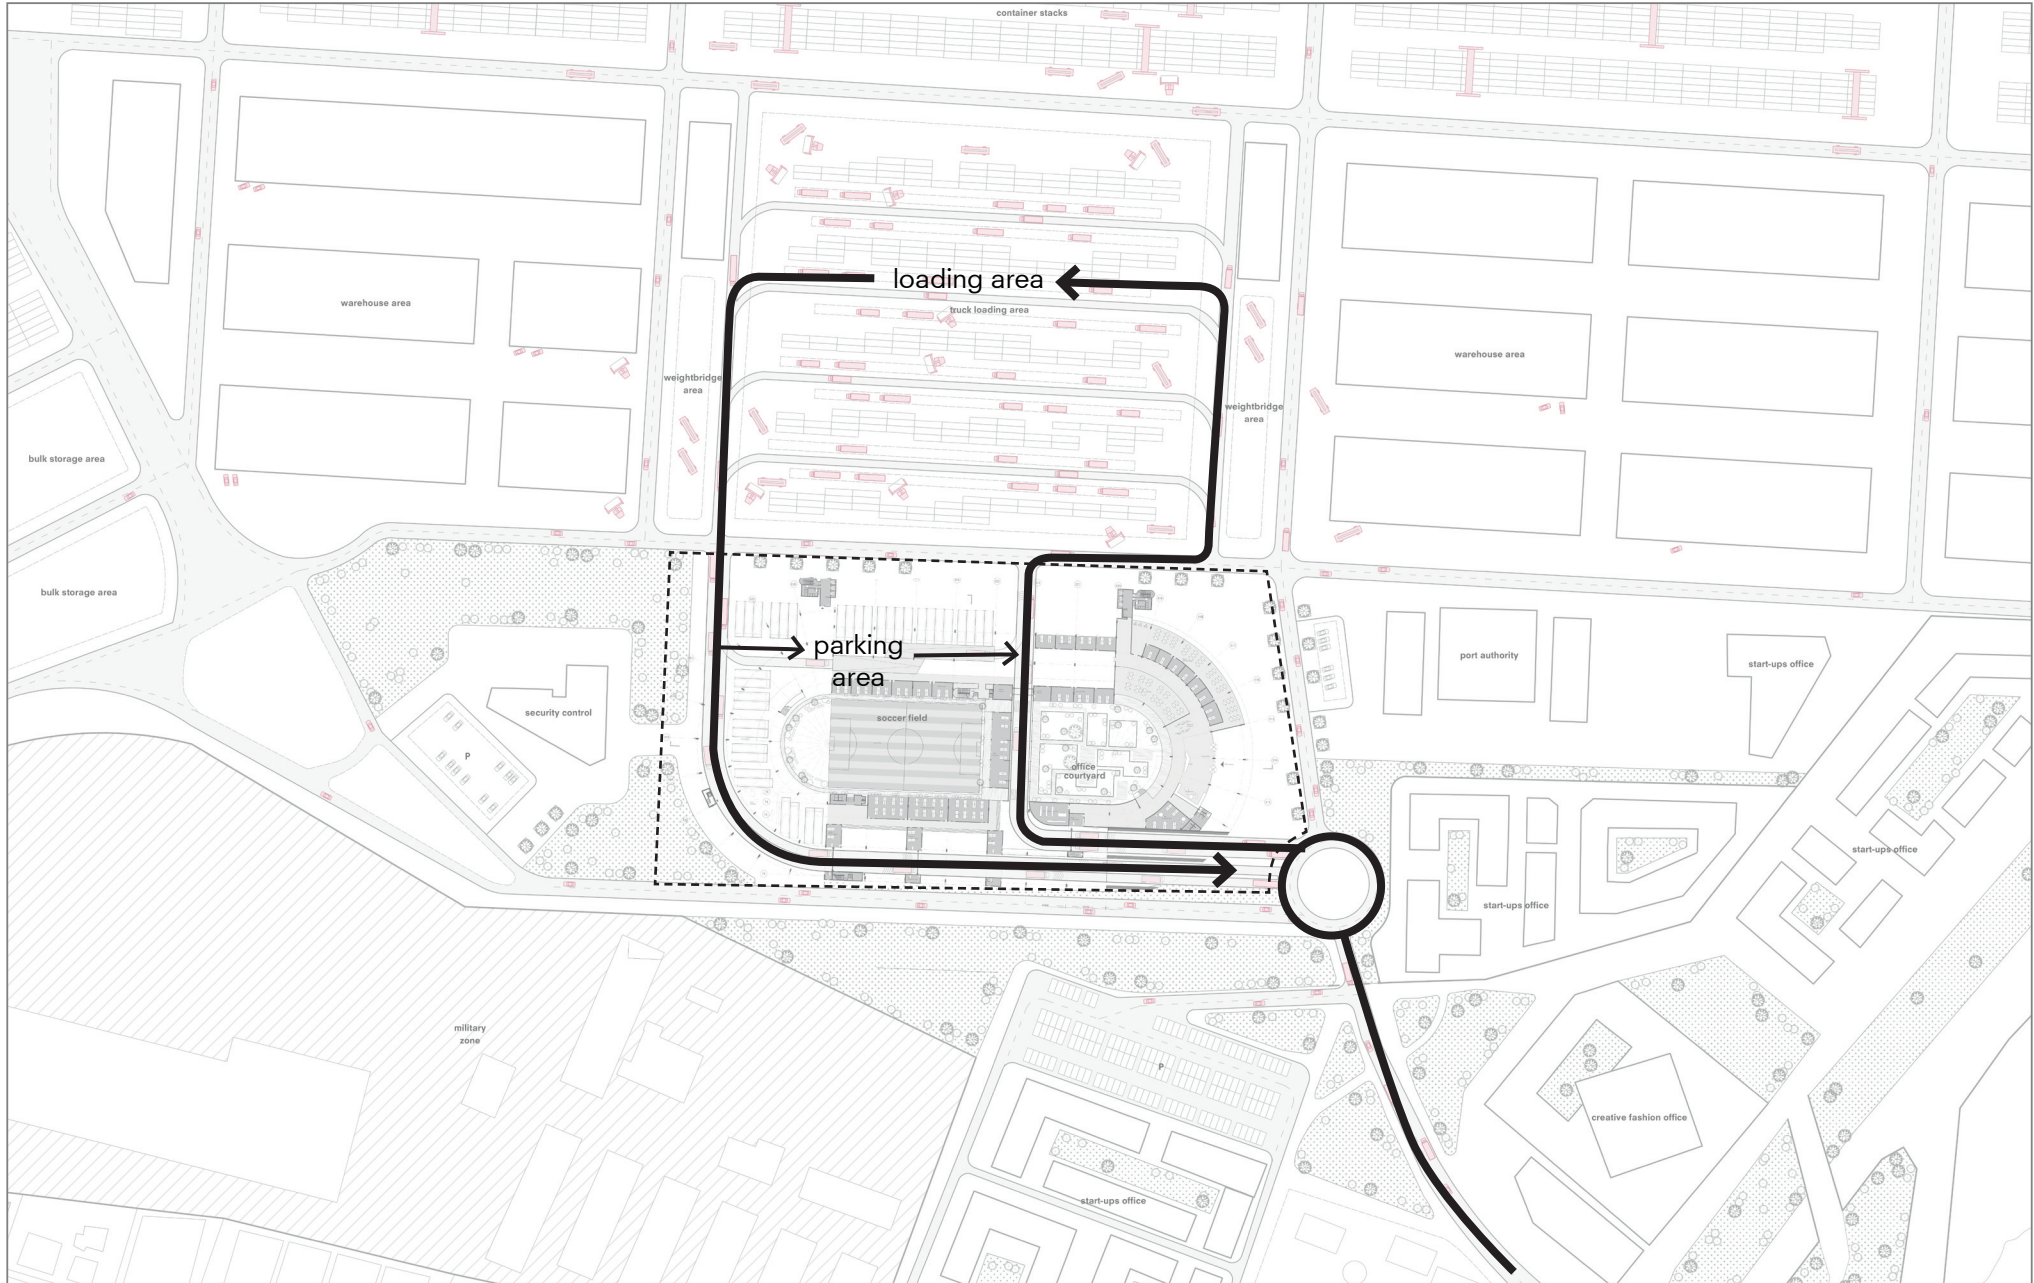 container stacks
loading area
truck loading area
warehouse area
warehouse area
weightbridge
area
weightbridge
area
bulk storage area
bulk storage area
parking
area
security control
P
soccer field
office
courtyard
port authority
start-ups office
start-ups office
start-ups office
military
zone
P
creative fashion office
start-ups office